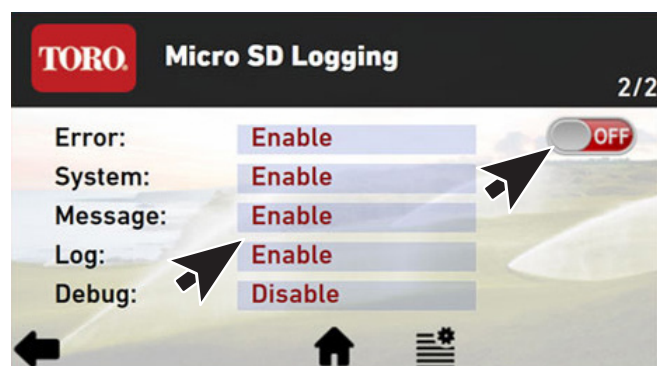 TORO. Micro SD Logging
2/2
Error: Enable OFF
System: Enable
Message: Enable
Log: Enable
Debug: Disable